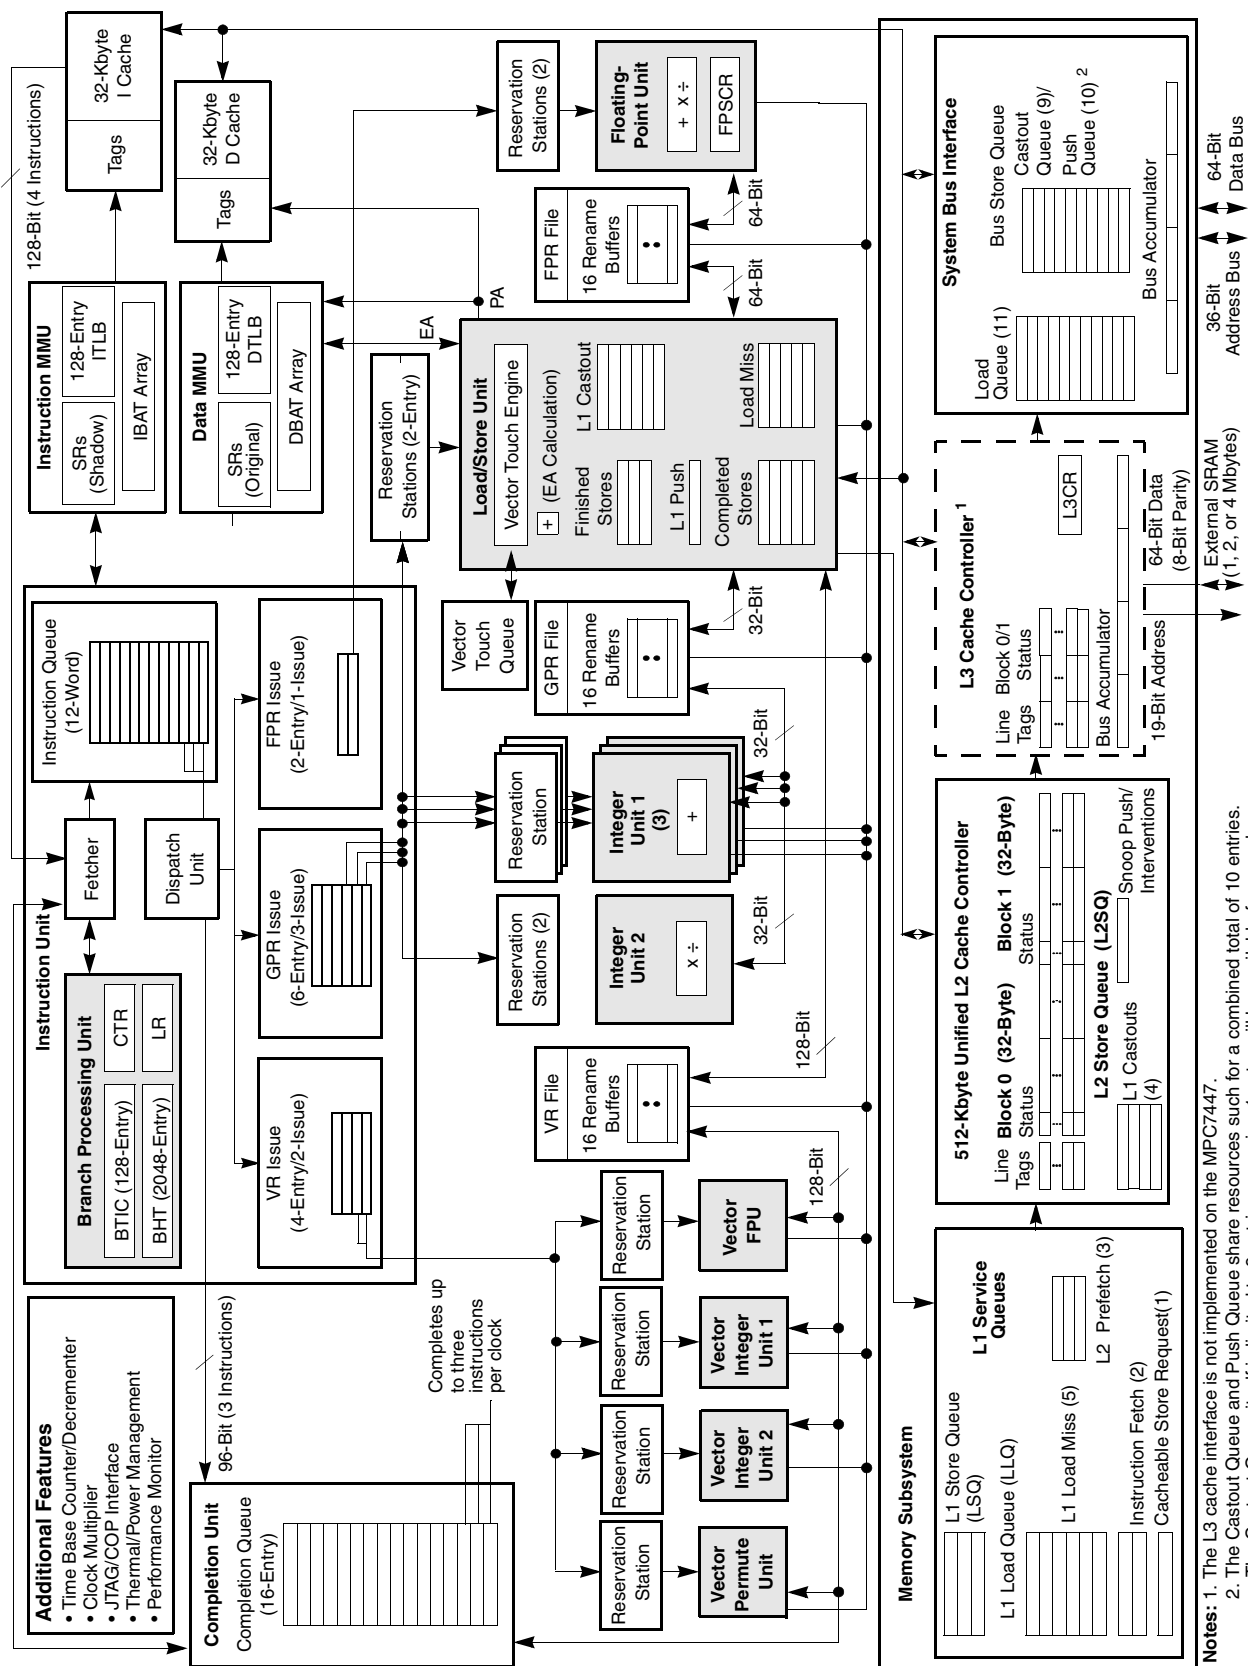 Additional Features
• Time Base Counter/Decrementer
• Clock Multiplier
• JTAG/COP Interface
• Thermal/Power Management
• Performance Monitor
Instruction Unit
Branch Processing Unit
BTIC (128-Entry)
CTR
BHT (2048-Entry)
LR
Fetcher
Dispatch
Unit
Instruction Queue
(12-Word)
VR Issue
(4-Entry/2-Issue)
GPR Issue
(6-Entry/3-Issue)
FPR Issue
(2-Entry/1-Issue)
Instruction MMU
SRs
(Shadow)
128-Entry
ITLB
IBAT Array
Data MMU
SRs
(Original)
128-Entry
DTLB
DBAT Array
128-Bit (4 Instructions)
Tags
32-Kbyte
I Cache
Tags
32-Kbyte
D Cache
96-Bit (3 Instructions)
Completion Unit
Completion Queue
(16-Entry)
Completes up
to three
instructions
per clock
EA
PA
Reservation
Stations (2-Entry)
Reservation
Stations (2)
Reservation
Station
Reservation
Stations (2)
Vector
Touch
Queue
Load/Store Unit
Vector Touch Engine
+
(EA Calculation)
Finished
Stores
L1 Castout
L1 Push
Completed
Stores
Load Miss
VR File
16 Rename
Buffers
GPR File
16 Rename
Buffers
FPR File
16 Rename
Buffers
Integer
Unit 2
x ÷
Integer
Unit 1
(3)
+
Floating-
Point Unit
+ x ÷
FPSCR
32-Bit
32-Bit
32-Bit
64-Bit
64-Bit
128-Bit
128-Bit
Reservation
Station
Reservation
Station
Reservation
Station
Reservation
Station
Vector
Permute
Unit
Vector
Integer
Unit 2
Vector
Integer
Unit 1
Vector
FPU
Memory Subsystem
L1 Service
Queues
L1 Store Queue
(LSQ)
L1 Load Queue (LLQ)
L1 Load Miss (5)
L2 Prefetch (3)
Instruction Fetch (2)
Cacheable Store Request(1)
512-Kbyte Unified L2 Cache Controller
Line
Tags
Block 0 (32-Byte)
Status
Block 1 (32-Byte)
Status
L2 Store Queue (L2SQ)
L1 Castouts
(4)
Snoop Push/
Interventions
L3 Cache Controller 1
Line
Tags
Block 0/1
Status
L3CR
Bus Accumulator
19-Bit Address
64-Bit Data
(8-Bit Parity)
External SRAM
(1, 2, or 4 Mbytes)
System Bus Interface
Load
Queue (11)
Bus Store Queue
Castout
Queue (9)/
Push
Queue (10) 2
Bus Accumulator
36-Bit
Address Bus
64-Bit
Data Bus
Notes: 1. The L3 cache interface is not implemented on the MPC7447.
2. The Castout Queue and Push Queue share resources such for a combined total of 10 entries.